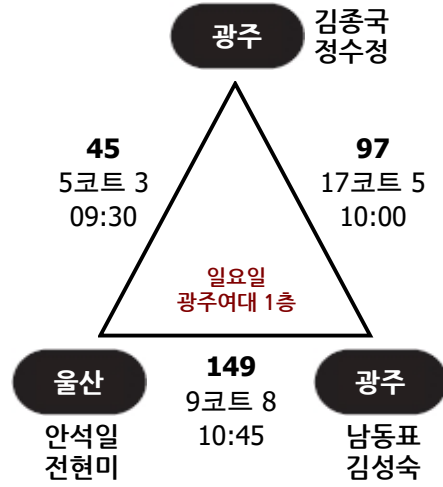 광주
김종국
정수정
45
5코트 3
09:30
97
17코트 5
10:00
일요일
광주여대 1층
울산
안석일
전현미
149
9코트 8
10:45
광주
남동표
김성숙